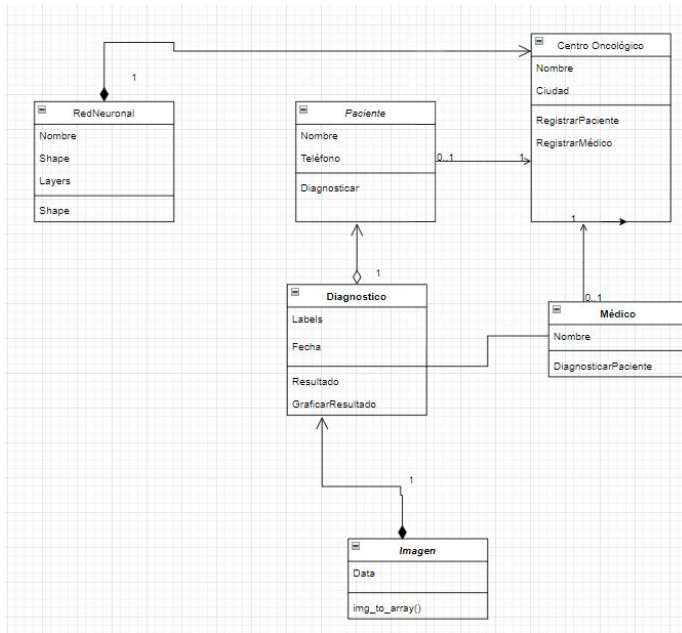 Centro Oncológico
Nombre
Ciudad
RegistrarPaciente
RegistrarMédico
1
1
RedNeuronal
Nombre
Shape
Layers
Shape
Paciente
Nombre
Teléfono
Diagnosticar
0..1
1
1
Diagnostico
Labels
Fecha
Resultado
GraficarResultado
0..1
Médico
Nombre
DiagnosticarPaciente
1
Imagen
Data
img_to_array()